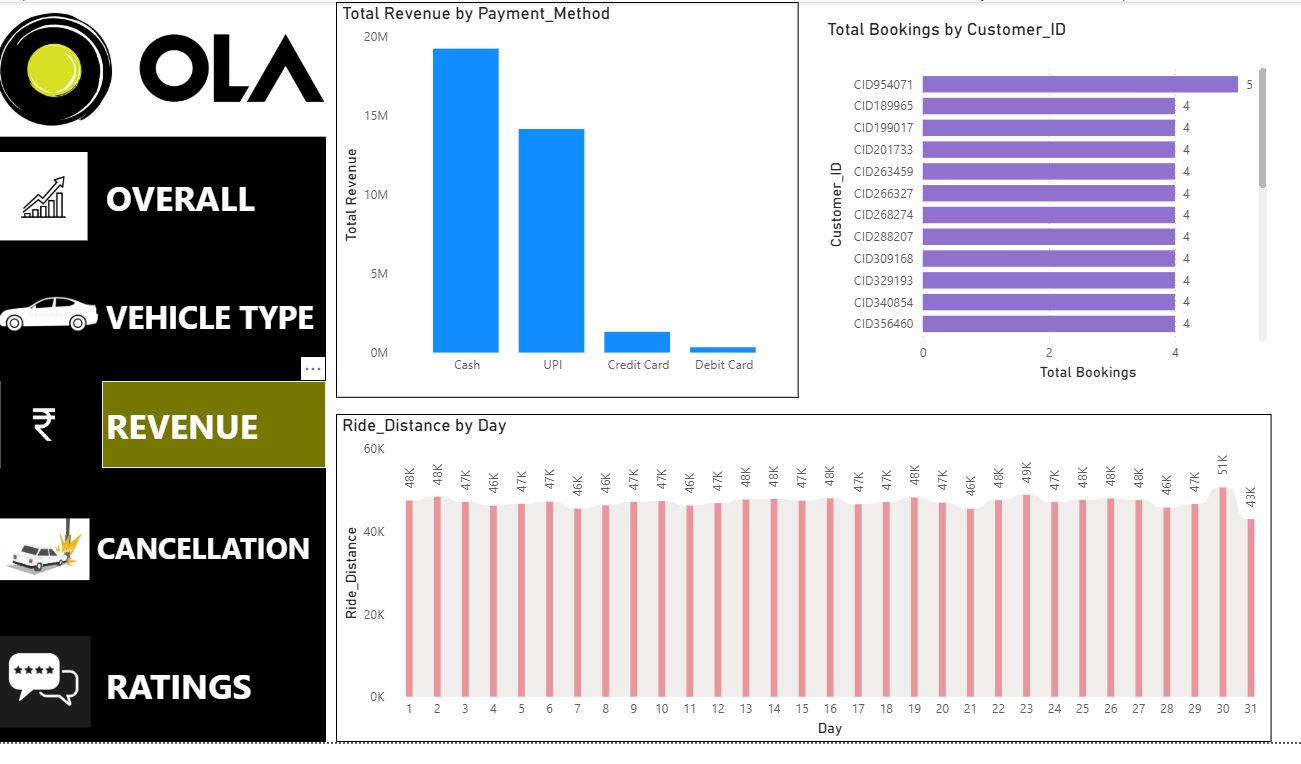 OLA
OVERALL
VEHICLE TYPE
...
₹
REVENUE
CANCELLATION
RATINGS
Total Revenue by Payment_Method
Total Revenue
20M
15M
10M
5M
0M
Cash UPI Credit Card Debit Card
Total Bookings by Customer_ID
Customer_ID
CID954071 5
CID189965 4
CID199017 4
CID201733 4
CID263459 4
CID266327 4
CID268274 4
CID288207 4
CID309168 4
CID329193 4
CID340854 4
CID356460 4
0 2 4
Total Bookings
Ride_Distance by Day
Ride_Distance
60K
40K
20K
0K
48K 48K 47K 46K 47K 47K 46K 46K 47K 47K 46K 47K 48K 48K 47K 48K 47K 47K 48K 47K 46K 48K 49K 48K 48K 48K 48K 46K 47K 51K 43K
1 2 3 4 5 6 7 8 9 10 11 12 13 14 15 16 17 18 19 20 21 22 23 24 25 26 27 28 29 30 31
Day